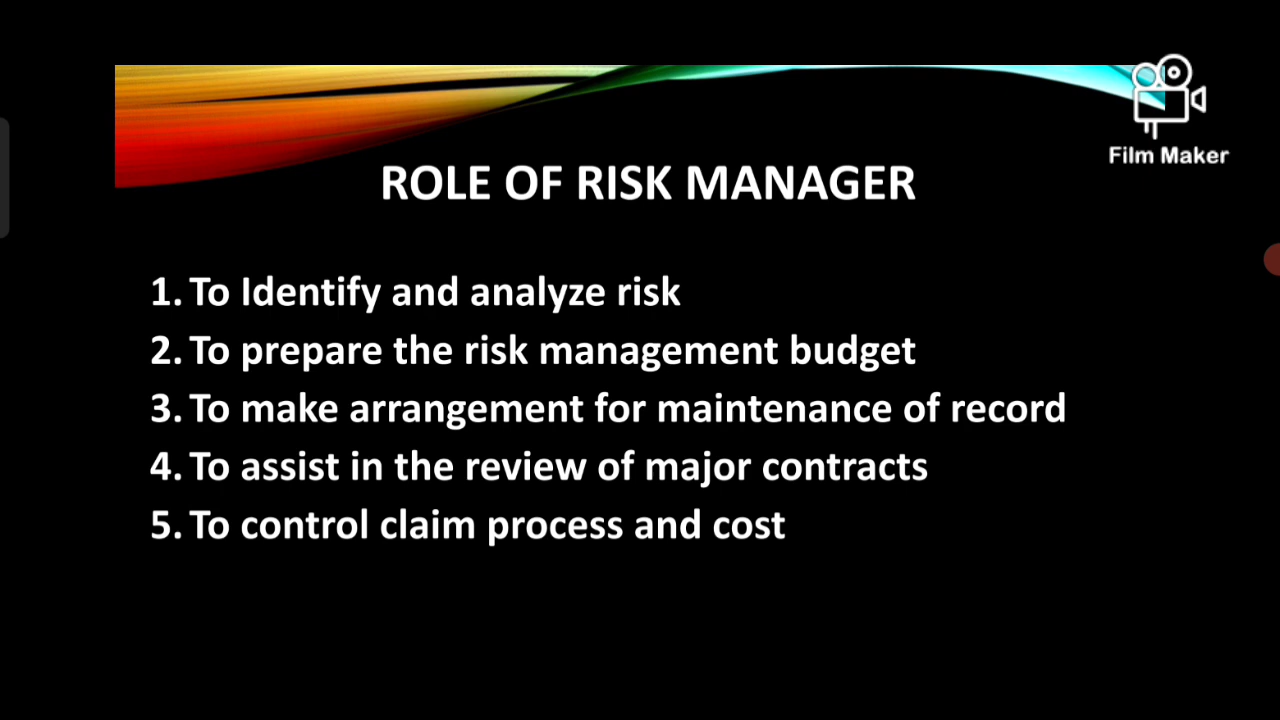 Film Maker
ROLE OF RISK MANAGER
1. To Identify and analyze risk
2. To prepare the risk management budget
3. To make arrangement for maintenance of record
4. To assist in the review of major contracts
5. To control claim process and cost